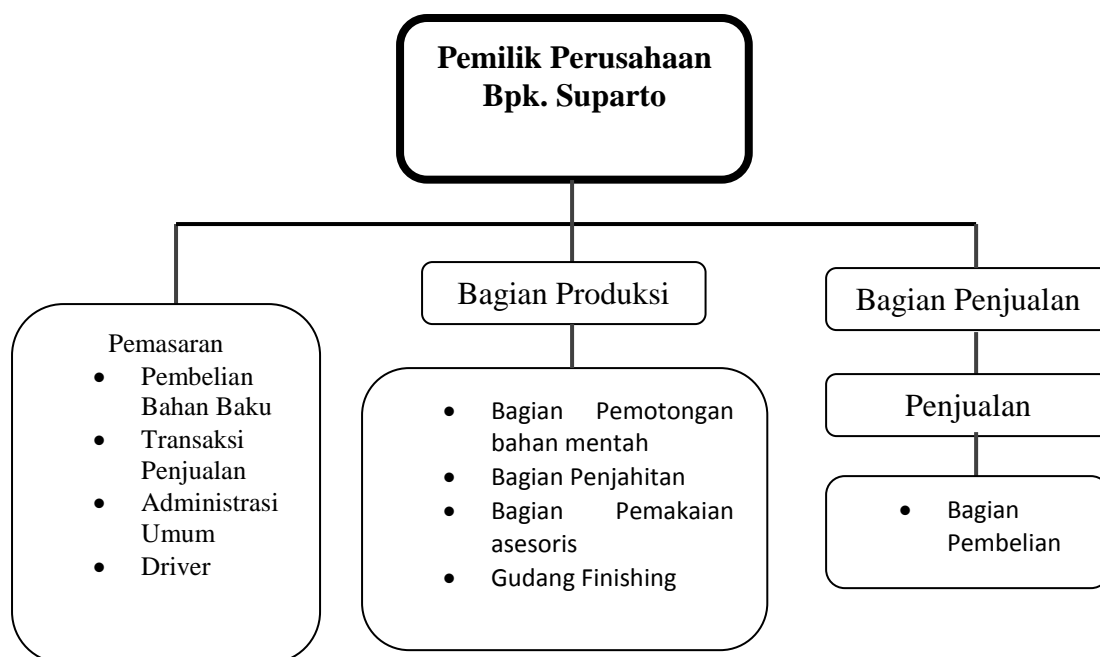 Pemilik Perusahaan
Bpk. Suparto
Bagian Produksi
Bagian Penjualan
Pemasaran
• Pembelian
Bahan Baku
• Transaksi
Penjualan
• Administrasi
Umum
• Driver
• Bagian Pemotongan
bahan mentah
• Bagian Penjahitan
• Bagian Pemakaian
asesoris
• Gudang Finishing
Penjualan
• Bagian
Pembelian